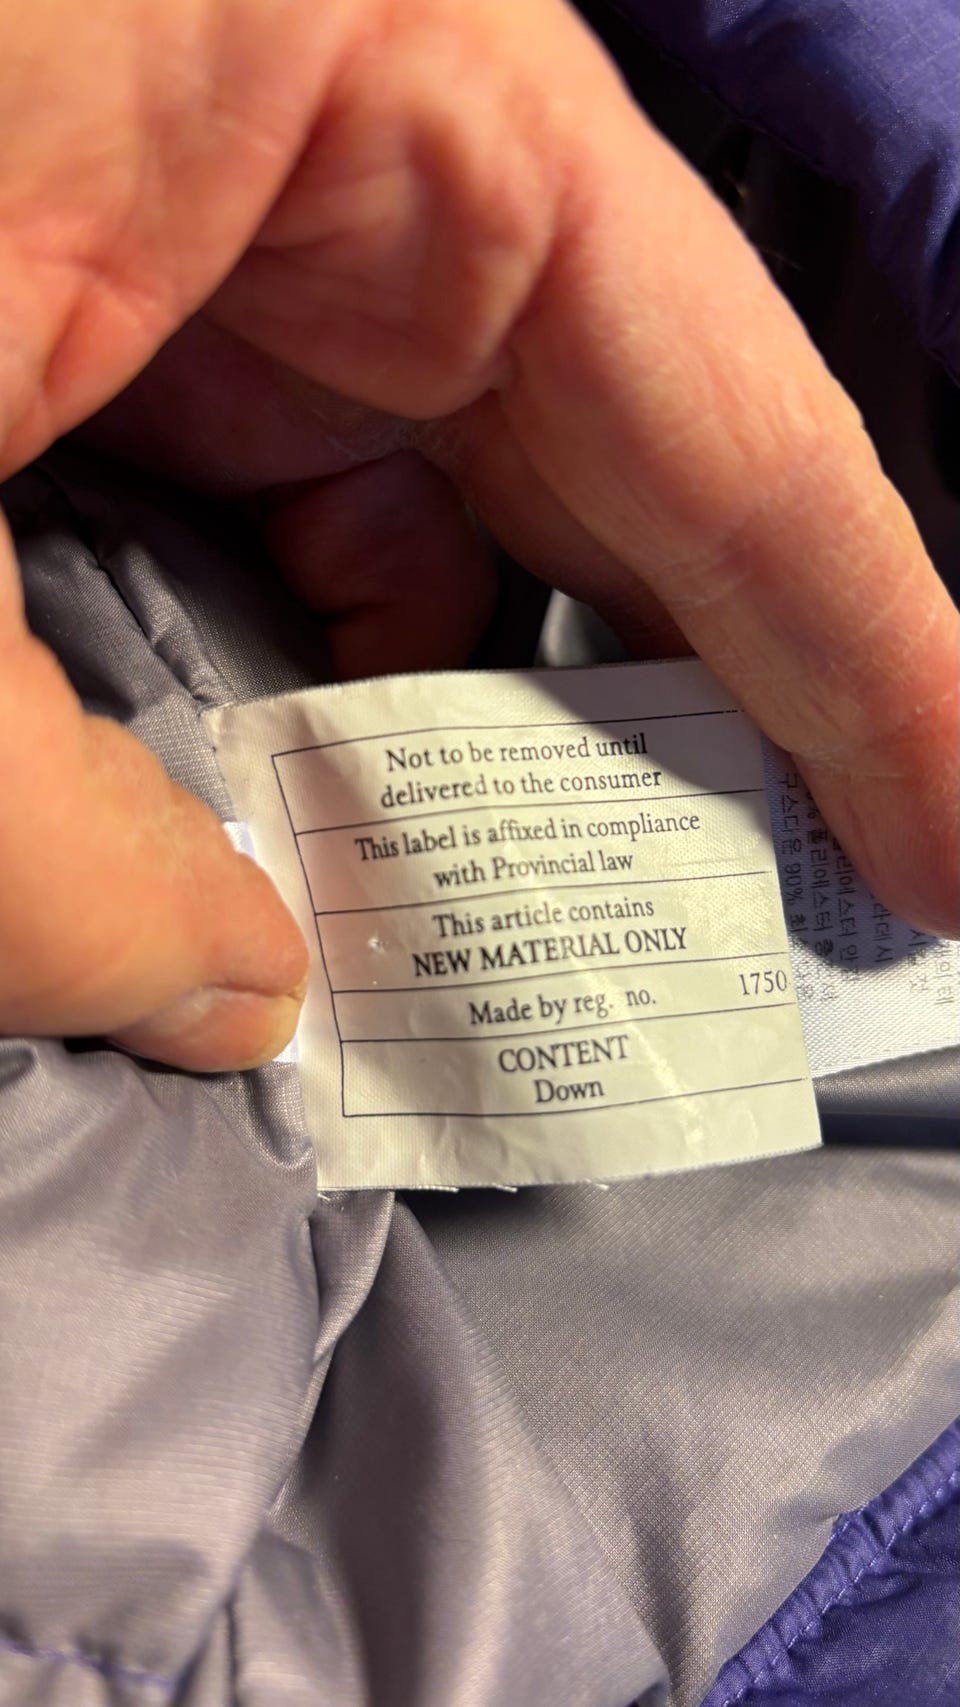 Not to be removed until
delivered to the consumer
This label is affixed in compliance
with Provincial law
This article contains
NEW MATERIAL ONLY
Made by reg. no. 1750
CONTENT
Down
90%